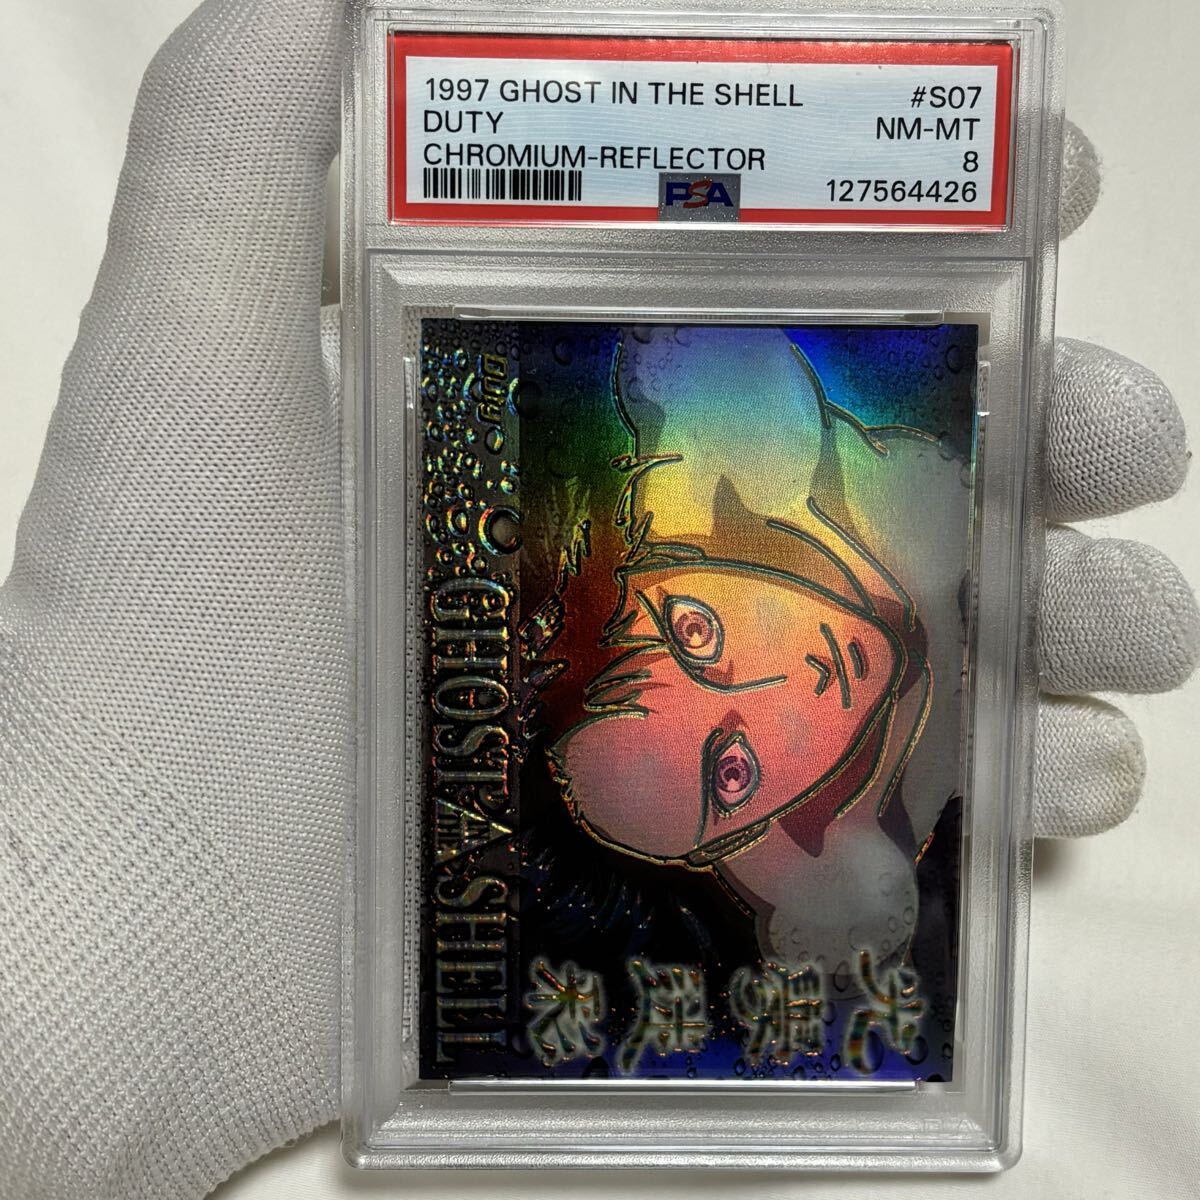 1997 GHOST IN THE SHELL #S07
DUTY NM-MT
CHROMIUM-REFLECTOR 8
PSA 127564426
Duty
GHOST IN THE SHELL
攻殻機動隊